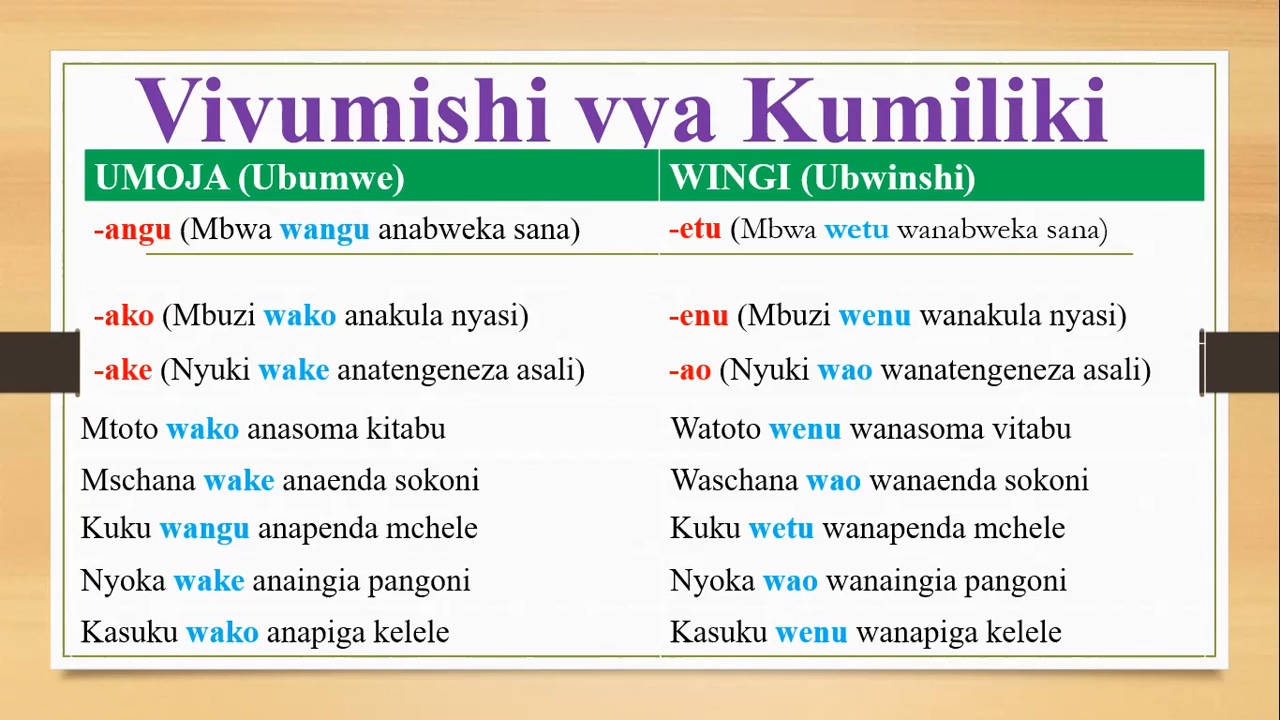 Vivumishi vya Kumiliki
UMOJA (Ubumwe)
WINGI (Ubwinshi)
-angu (Mbwa wangu anabweka sana)
-etu (Mbwa wetu wanabweka sana)
-ako (Mbuzi wako anakula nyasi)
-enu (Mbuzi wenu wanakula nyasi)
-ake (Nyuki wake anatengeneza asali)
-ao (Nyuki wao wanatengeneza asali)
Mtoto wako anasoma kitabu
Watoto wenu wanasoma vitabu
Mschana wake anaenda sokoni
Waschana wao wanaenda sokoni
Kuku wangu anapenda mchele
Kuku wetu wanapenda mchele
Nyoka wake anaingia pangoni
Nyoka wao wanaingia pangoni
Kasuku wako anapiga kelele
Kasuku wenu wanapiga kelele